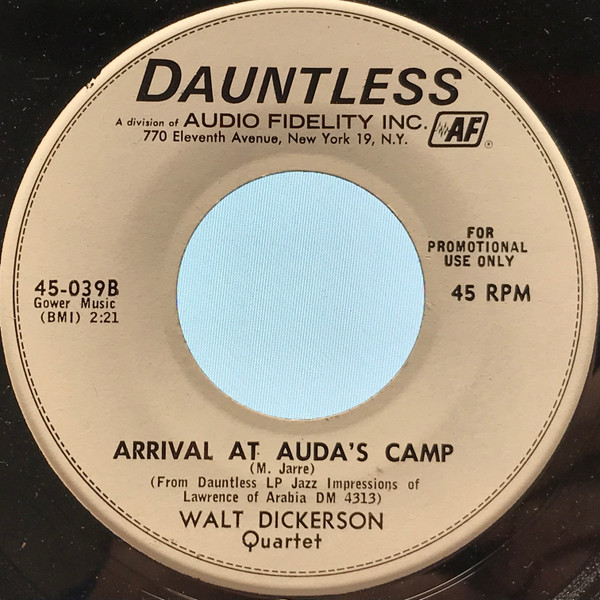 DAUNTLESS
A division of AUDIO FIDELITY INC. AF ®
770 Eleventh Avenue, New York 19, N.Y.
FOR
PROMOTIONAL
USE ONLY
45-039B
Gower Music
(BMI) 2:21
45 RPM
ARRIVAL AT AUDA'S CAMP
(M. Jarre)
(From Dauntless LP Jazz Impressions of
Lawrence of Arabia DM 4313)
WALT DICKERSON
Quartet